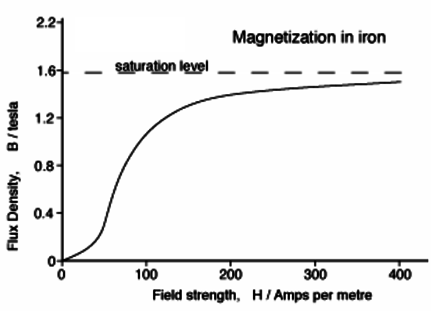 Magnetization in iron
saturation level
2.2
1.6
1.2
0.8
0.4
0
Flux Density, B / tesla
0 100 200 300 400
Field strength, H / Amps per metre